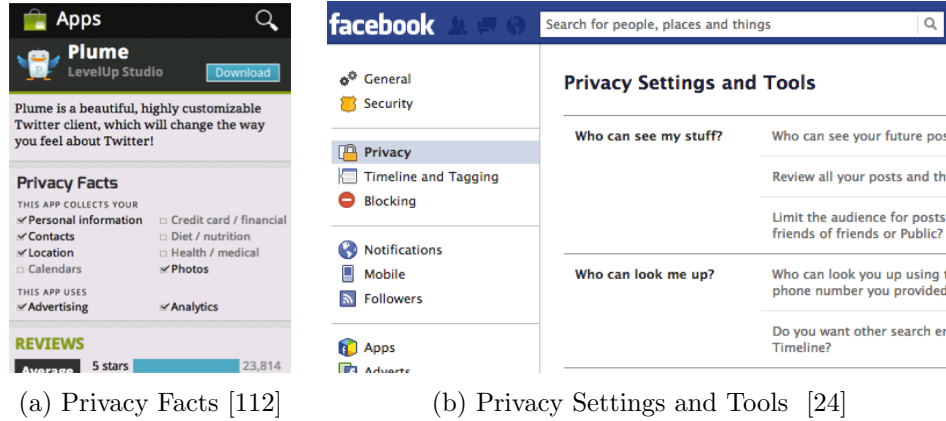 Apps
Plume
LevelUp Studio
Download
Plume is a beautiful, highly customizable
Twitter client, which will change the way
you feel about Twitter!
Privacy Facts
THIS APP COLLECTS YOUR
Personal information
Credit card / financial
Contacts
Diet / nutrition
Location
Health / medical
Calendars
Photos
THIS APP USES
Advertising
Analytics
REVIEWS
Average
5 stars
23,814
(a) Privacy Facts [112]
facebook
Search for people, places and things
General
Security
Privacy
Timeline and Tagging
Blocking
Notifications
Mobile
Followers
Apps
Adverts
Privacy Settings and Tools
Who can see my stuff?
Who can see your future pos
Review all your posts and th
Limit the audience for posts
friends of friends or Public?
Who can look me up?
Who can look you up using t
phone number you provided
Do you want other search en
Timeline?
(b) Privacy Settings and Tools [24]